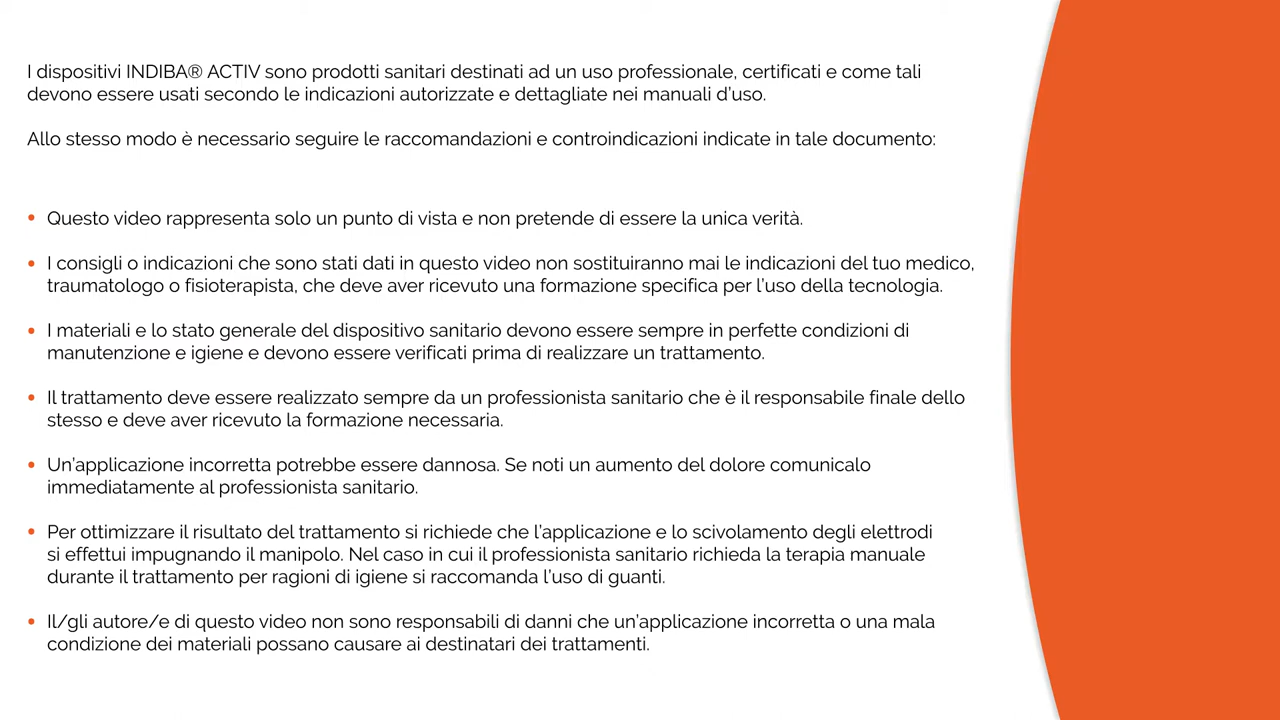 I dispositivi INDIBA® ACTIV sono prodotti sanitari destinati ad un uso professionale, certificati e come tali
devono essere usati secondo le indicazioni autorizzate e dettagliate nei manuali d'uso.
Allo stesso modo è necessario seguire le raccomandazioni e controindicazioni indicate in tale documento:
• Questo video rappresenta solo un punto di vista e non pretende di essere la unica verità.
• I consigli o indicazioni che sono stati dati in questo video non sostituiranno mai le indicazioni del tuo medico,
traumatologo o fisioterapista, che deve aver ricevuto una formazione specifica per l'uso della tecnologia.
• I materiali e lo stato generale del dispositivo sanitario devono essere sempre in perfette condizioni di
manutenzione e igiene e devono essere verificati prima di realizzare un trattamento.
• Il trattamento deve essere realizzato sempre da un professionista sanitario che è il responsabile finale dello
stesso e deve aver ricevuto la formazione necessaria.
• Un'applicazione incorretta potrebbe essere dannosa. Se noti un aumento del dolore comunicalo
immediatamente al professionista sanitario.
• Per ottimizzare il risultato del trattamento si richiede che l'applicazione e lo scivolamento degli elettrodi
si effettui impugnando il manipolo. Nel caso in cui il professionista sanitario richieda la terapia manuale
durante il trattamento per ragioni di igiene si raccomanda l'uso di guanti.
• Il/gli autore/e di questo video non sono responsabili di danni che un'applicazione incorretta o una mala
condizione dei materiali possano causare ai destinatari dei trattamenti.